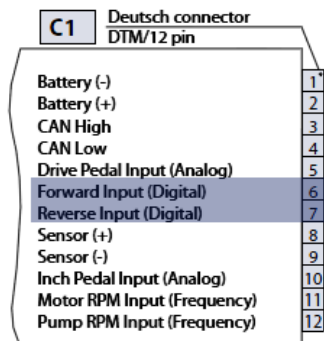 C1 Deutsch connector
DTM/12 pin
Battery (-) 1
Battery (+) 2
CAN High 3
CAN Low 4
Drive Pedal Input (Analog) 5
Forward Input (Digital) 6
Reverse Input (Digital) 7
Sensor (+) 8
Sensor (-) 9
Inch Pedal Input (Analog) 10
Motor RPM Input (Frequency) 11
Pump RPM Input (Frequency) 12